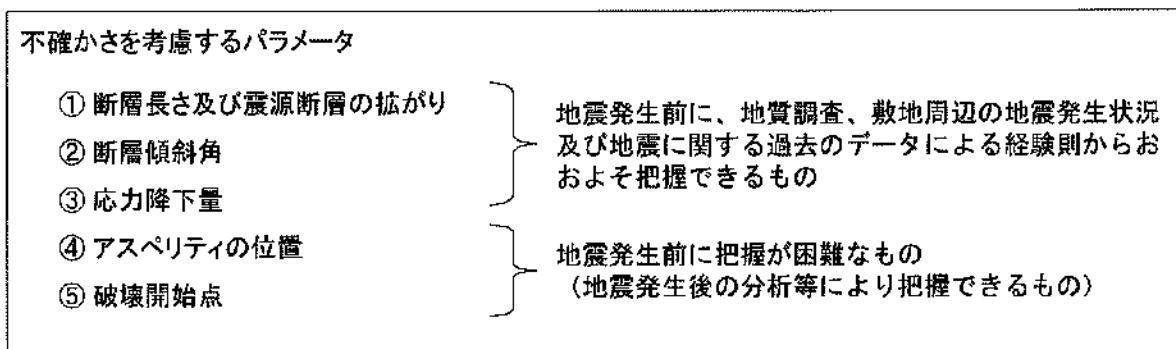 不確かさを考慮するパラメータ
① 断層長さ及び震源断層の拡がり
② 断層傾斜角
③ 応力降下量
地震発生前に、地質調査、敷地周辺の地震発生状況
及び地震に関する過去のデータによる経験則からお
およそ把握できるもの
④ アスペリティの位置
⑤ 破壊開始点
地震発生前に把握が困難なもの
（地震発生後の分析等により把握できるもの）